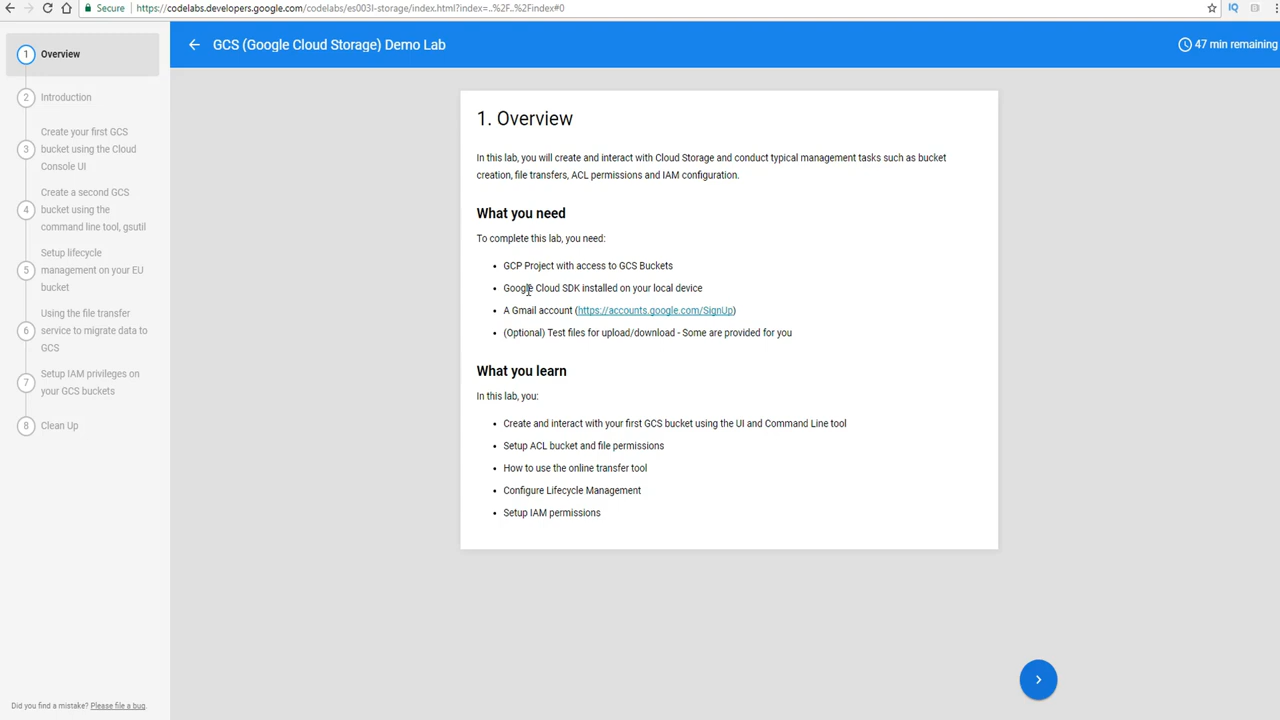 Secure
https://codelabs.developers.google.com/codelabs/es003l-storage/index.html?index=..%2F..%2Findex#0
GCS (Google Cloud Storage) Demo Lab
47 min remaining
1 Overview
2 Introduction
3 Create your first GCS
bucket using the Cloud
Console UI
4 Create a second GCS
bucket using the
command line tool, gsutil
5 Setup lifecycle
management on your EU
bucket
6 Using the file transfer
service to migrate data to
GCS
7 Setup IAM privileges on
your GCS buckets
8 Clean Up
Did you find a mistake? Please file a bug.
1. Overview
In this lab, you will create and interact with Cloud Storage and conduct typical management tasks such as bucket
creation, file transfers, ACL permissions and IAM configuration.
What you need
To complete this lab, you need:
• GCP Project with access to GCS Buckets
• Google Cloud SDK installed on your local device
• A Gmail account (https://accounts.google.com/SignUp)
• (Optional) Test files for upload/download - Some are provided for you
What you learn
In this lab, you:
• Create and interact with your first GCS bucket using the UI and Command Line tool
• Setup ACL bucket and file permissions
• How to use the online transfer tool
• Configure Lifecycle Management
• Setup IAM permissions